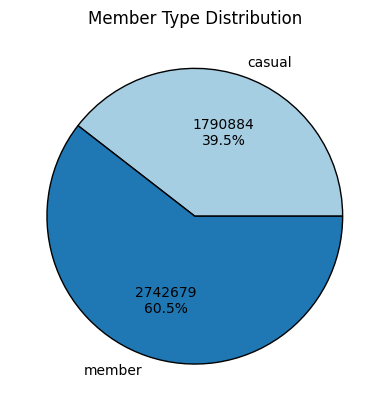 Member Type Distribution
casual
1790884
39.5%
2742679
60.5%
member